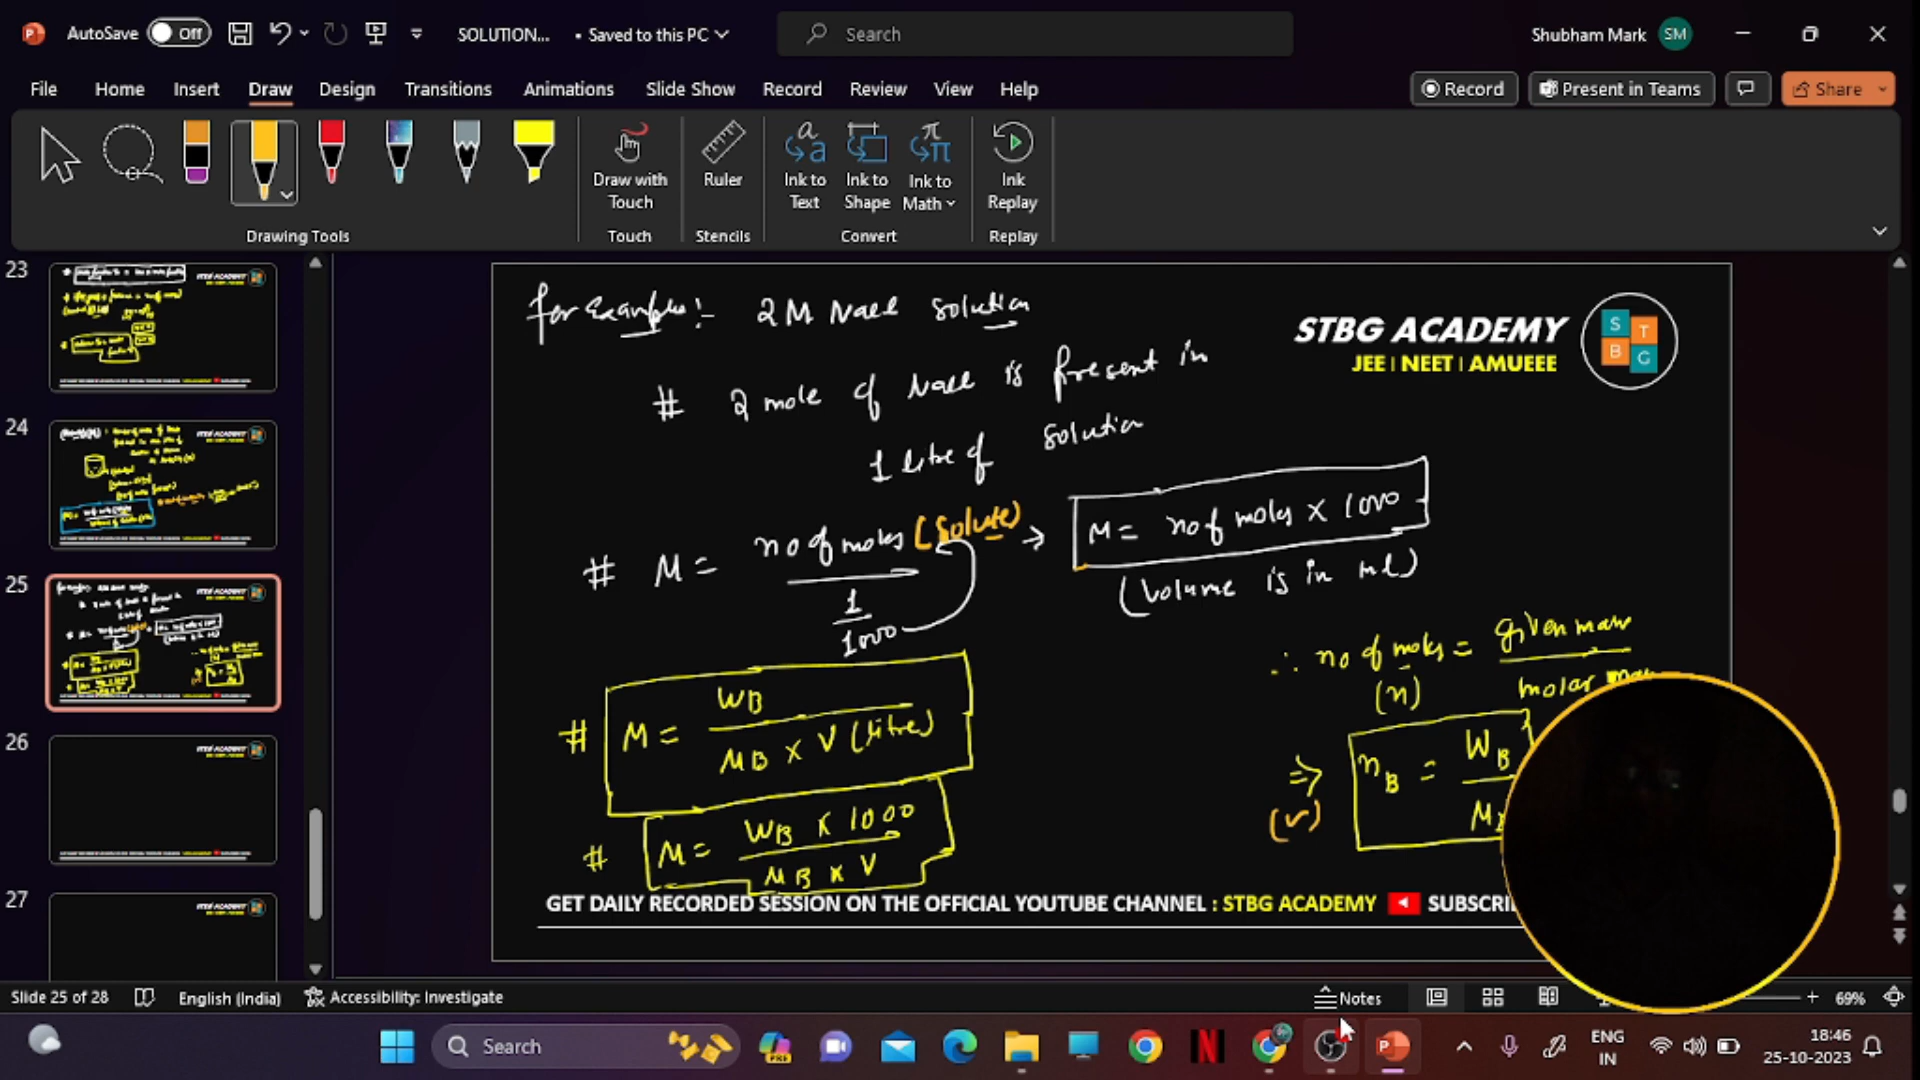 AutoSave Off SOLUTION... • Saved to this PC Search Shubham Mark SM
File Home Insert Draw Design Transitions Animations Slide Show Record Review View Help Record Present in Teams Share
Draw with Touch
Ruler
Ink to Text
Ink to Shape
Ink to Math
Ink Replay
Drawing Tools Touch Stencils Convert Replay
23
24
25
26
27
for example :- 2M NaCl solution
STBG ACADEMY
JEE | NEET | AMUEEE
S T
B G
# 2 mole of NaCl is present in
1 litre of solution
# M = no of moles (solute) / 1/1000 → M = no of moles × 1000
(volume is in ml)
∴ no of moles (n) = given mass / molar
# M = WB / MB × V (litre)
⇒ nB = WB /
(v)
# M = WB × 1000 / MB × V
GET DAILY RECORDED SESSION ON THE OFFICIAL YOUTUBE CHANNEL : STBG ACADEMY
Slide 25 of 28 English (India) Accessibility: Investigate Notes 69%
Search PRE ENG IN 18:46 25-10-2023